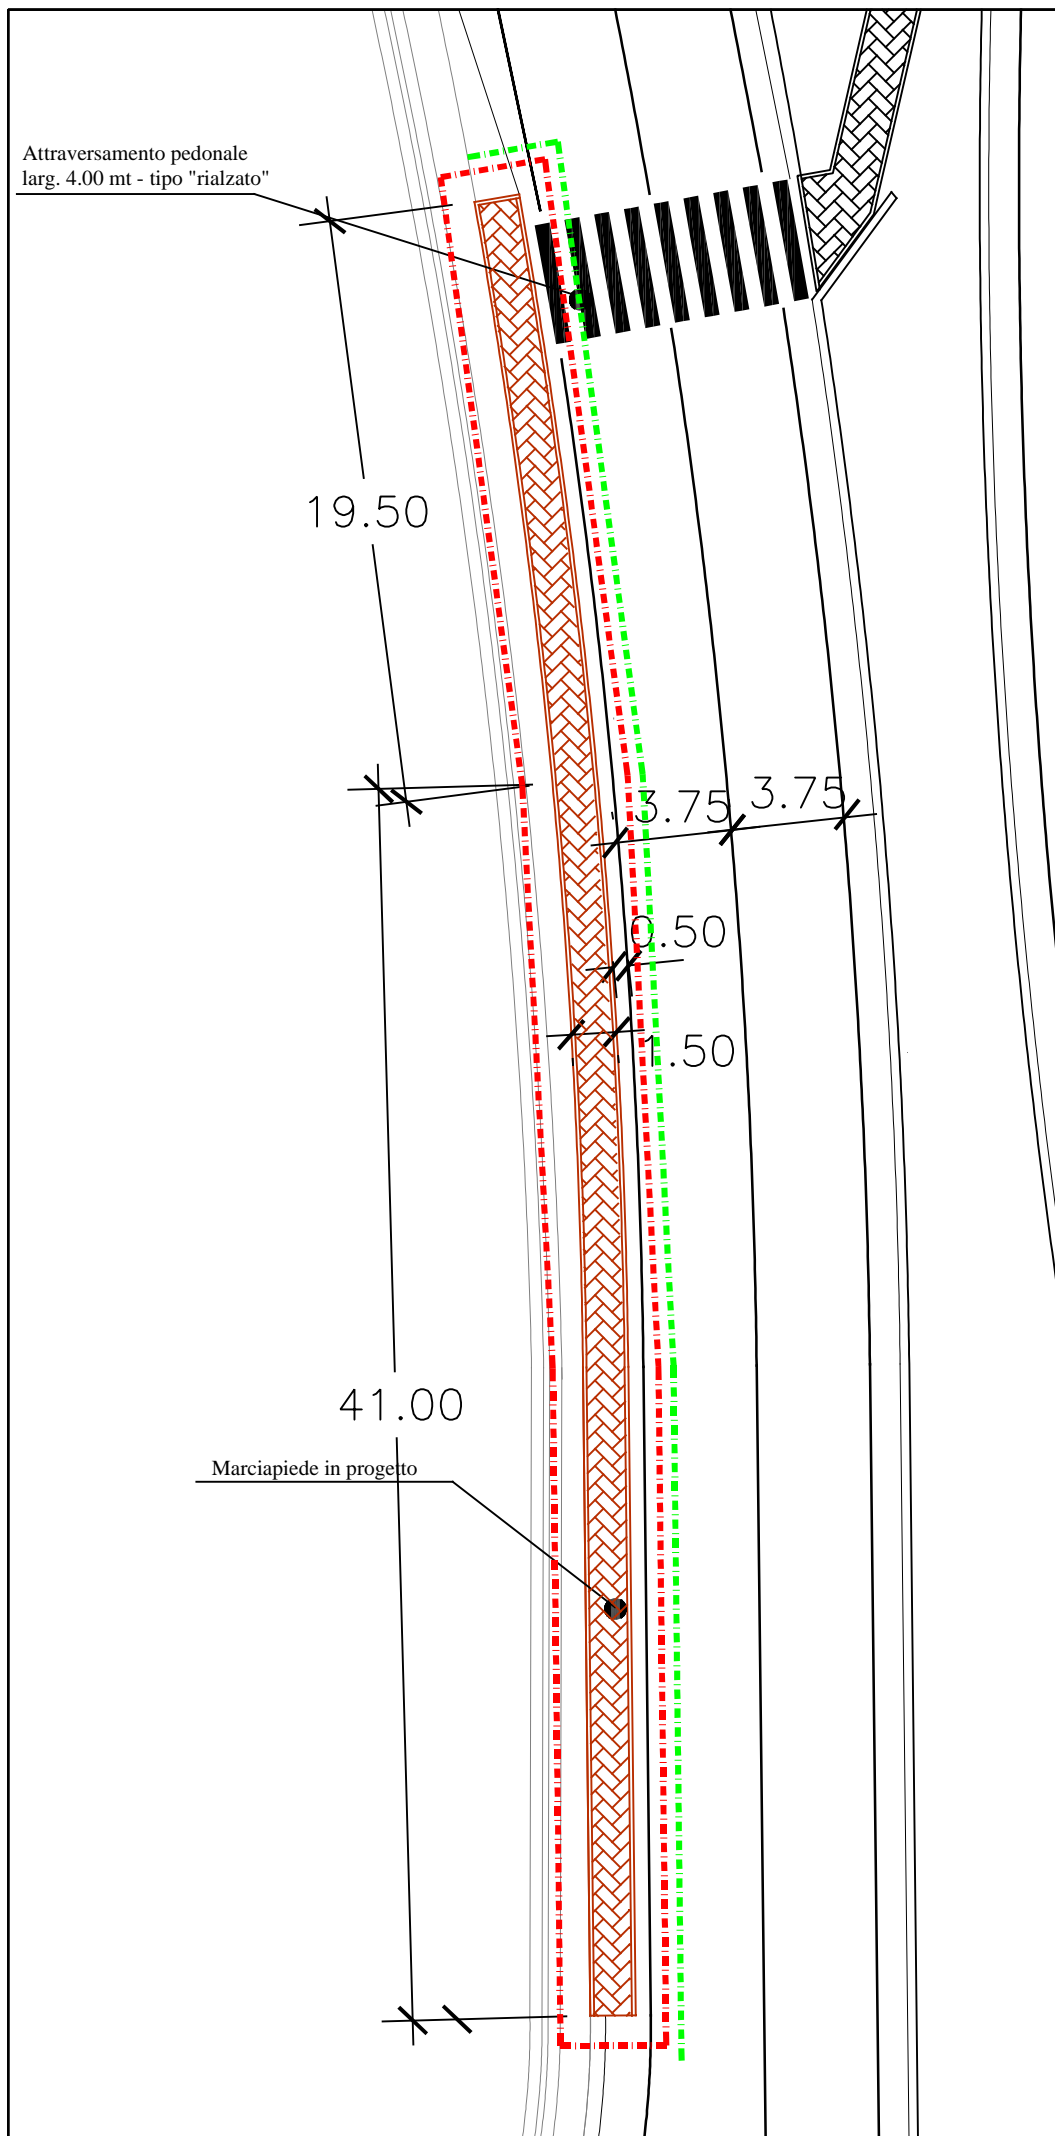 Attraversamento pedonale
larg. 4.00 mt - tipo "rialzato"
19.50
3.75
3.75
0.50
1.50
41.00
Marciapiede in progetto